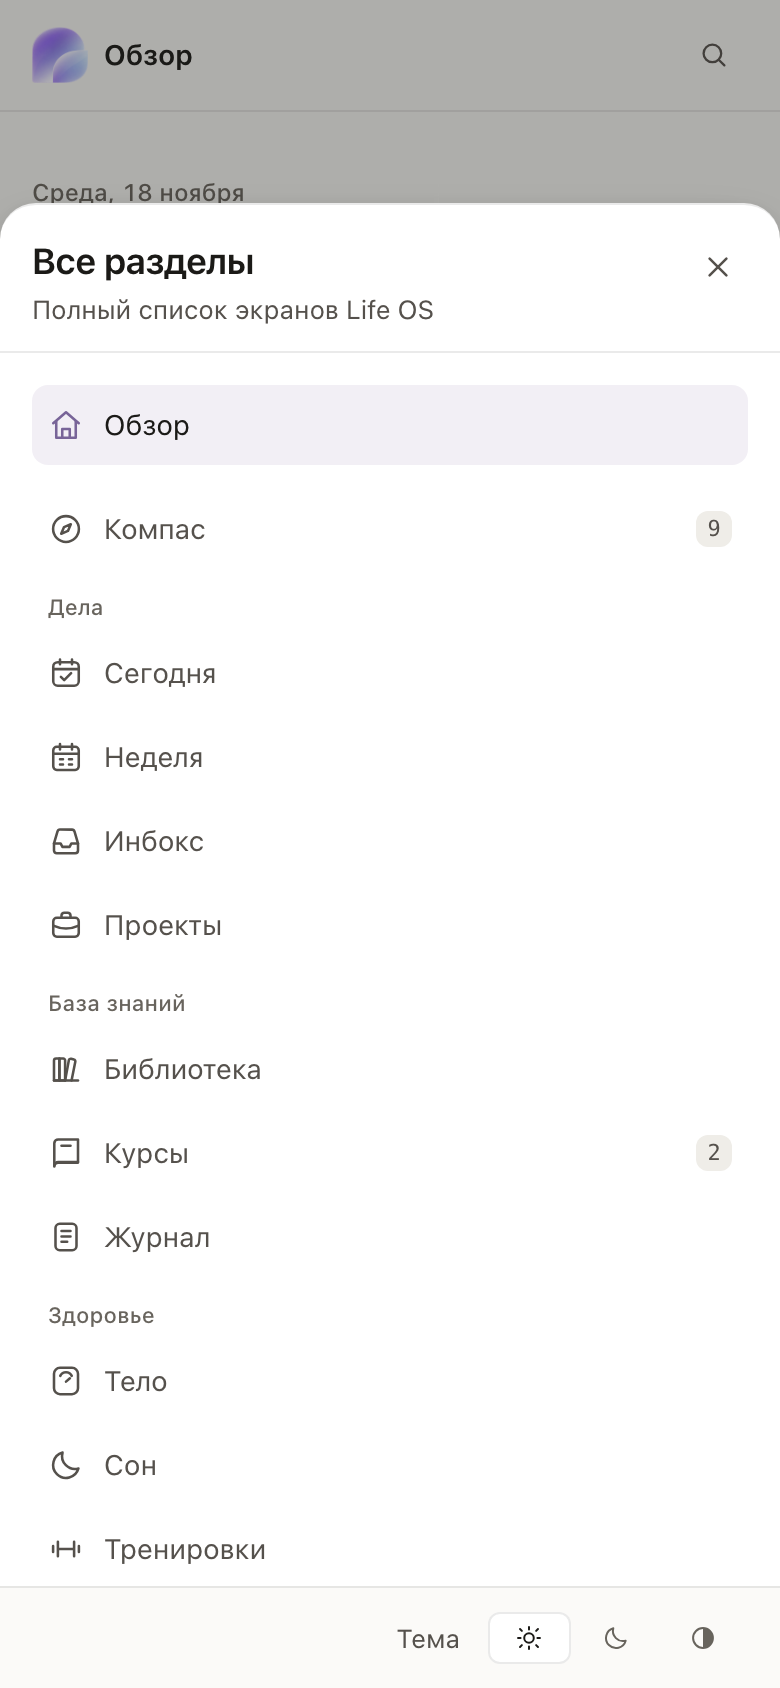 Обзор
Среда, 18 ноября
Все разделы
Полный список экранов Life OS
Обзор
Компас 9
Дела
Сегодня
Неделя
Инбокс
Проекты
База знаний
Библиотека
Курсы 2
Журнал
Здоровье
Тело
Сон
Тренировки
Тема